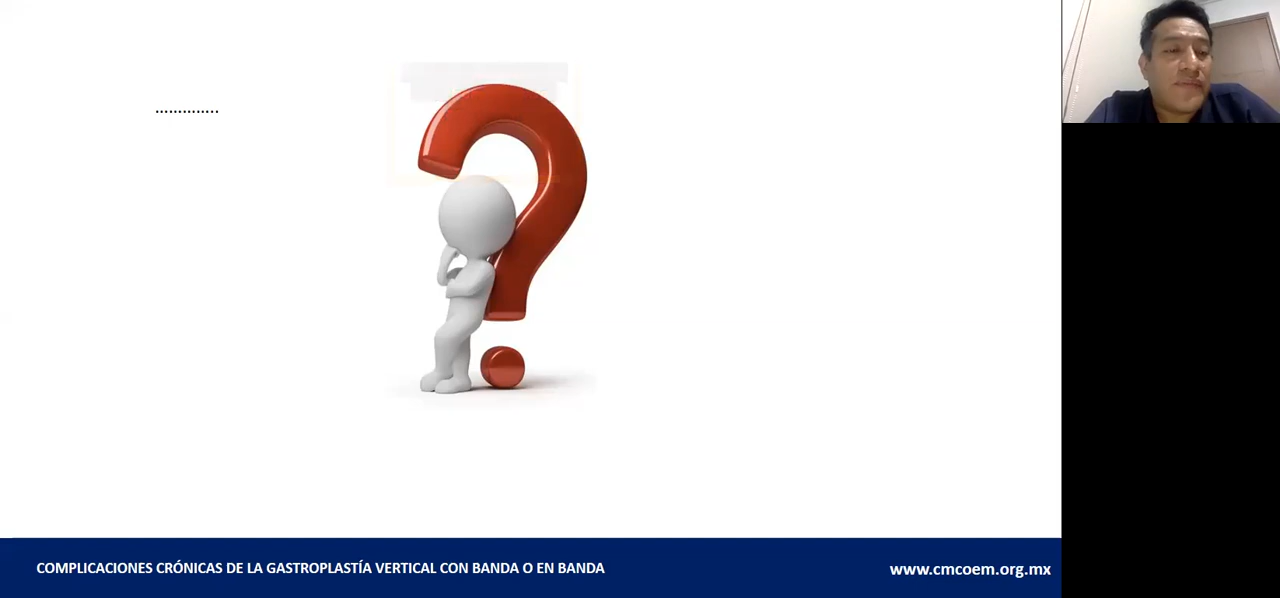 ..............
COMPLICACIONES CRÓNICAS DE LA GASTROPLASTÍA VERTICAL CON BANDA O EN BANDA
www.cmcoem.org.mx